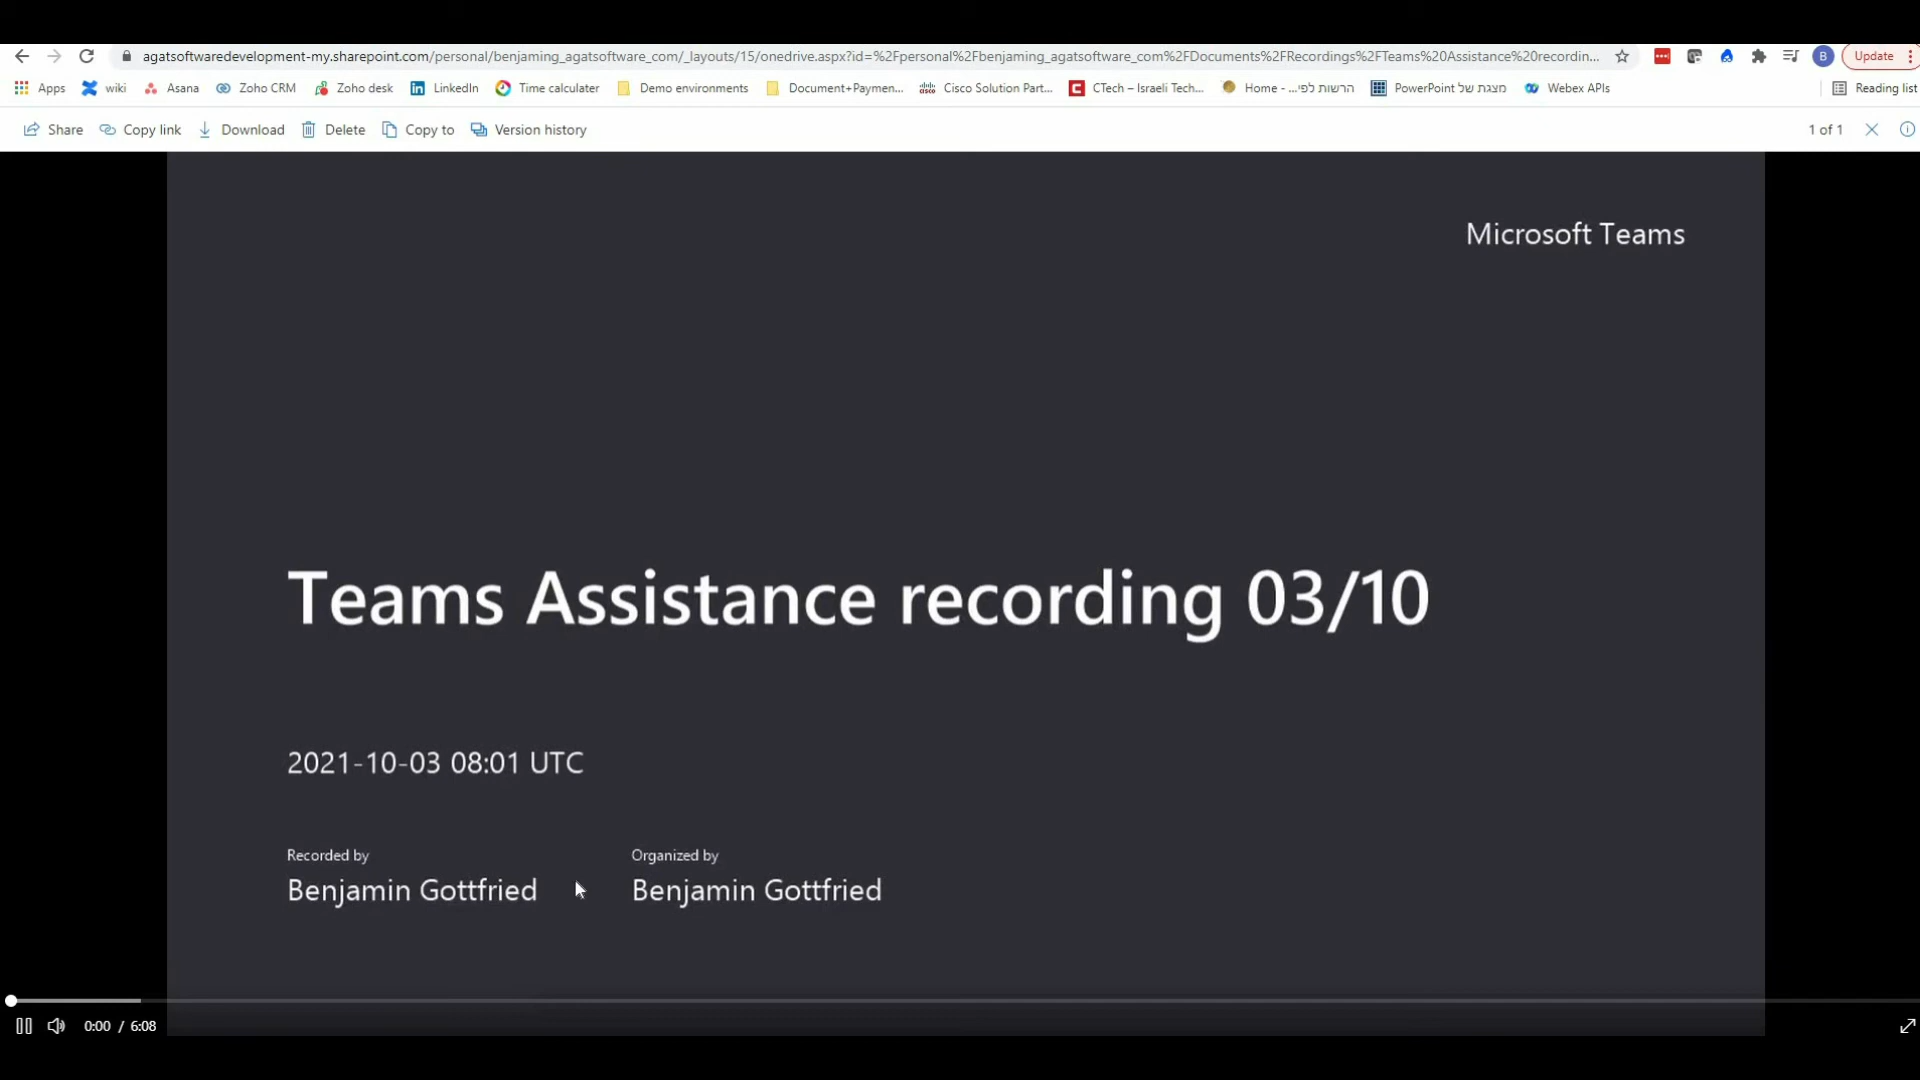 agatsoftwaredevelopment-my.sharepoint.com/personal/benjaming_agatsoftware_com/_layouts/15/onedrive.aspx?id=%2Fpersonal%2Fbenjaming_agatsoftware_com%2FDocuments%2FRecordings%2FTeams%20Assistance%20recordin... B Update
Apps wiki Asana Zoho CRM Zoho desk LinkedIn Time calculater Demo environments Document+Paymen... Cisco Solution Part... CTech – Israeli Tech... Home - ...הרשות לפי מצגת של PowerPoint Webex APIs Reading list
Share Copy link Download Delete Copy to Version history 1 of 1
Microsoft Teams
Teams Assistance recording 03/10
2021-10-03 08:01 UTC
Recorded by Organized by
Benjamin Gottfried Benjamin Gottfried
0:00 / 6:08